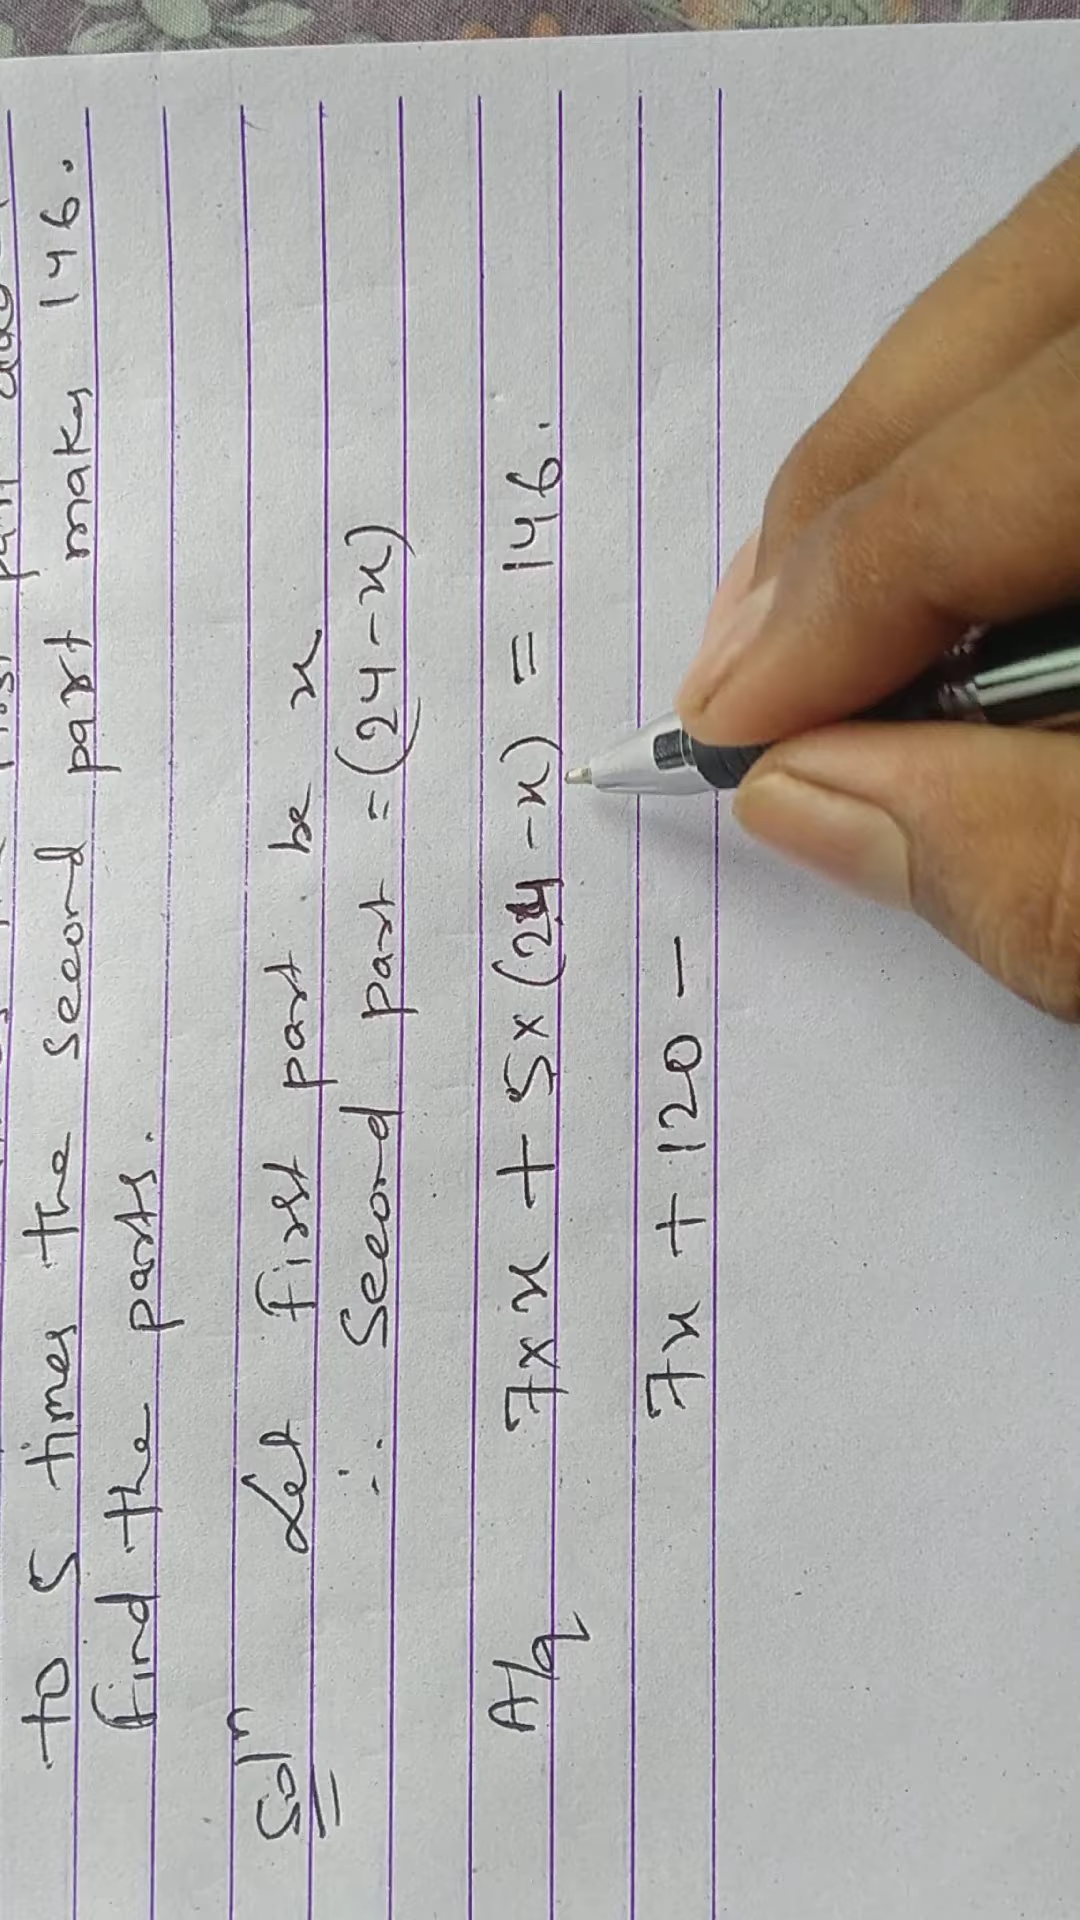 part
to 5 times the second part makes 146.
find the parts.
Solⁿ Let first part be x
∴ Second part = (24-x)
A/q 7×x + 5×(24-x) = 146.
7x + 120 -